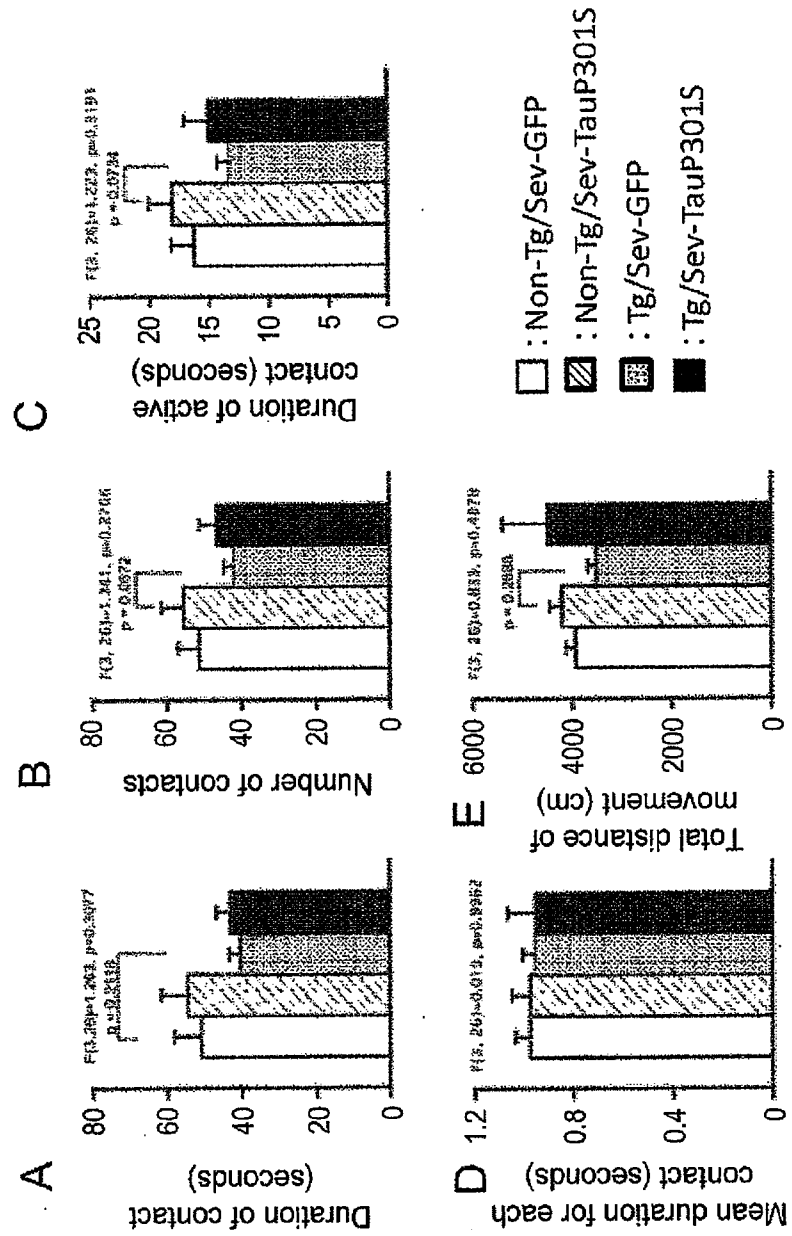 A
Duration of contact
(seconds)
80
60
40
20
0
B
Number of contacts
80
60
40
20
0
C
Duration of active
contact (seconds)
25
20
15
10
5
0
D
Mean duration for each
contact (seconds)
1.2
0.8
0.4
0
E
Total distance of
movement (cm)
6000
4000
2000
0
: Non-Tg/Sev-GFP
: Non-Tg/Sev-TauP301S
: Tg/Sev-GFP
: Tg/Sev-TauP301S